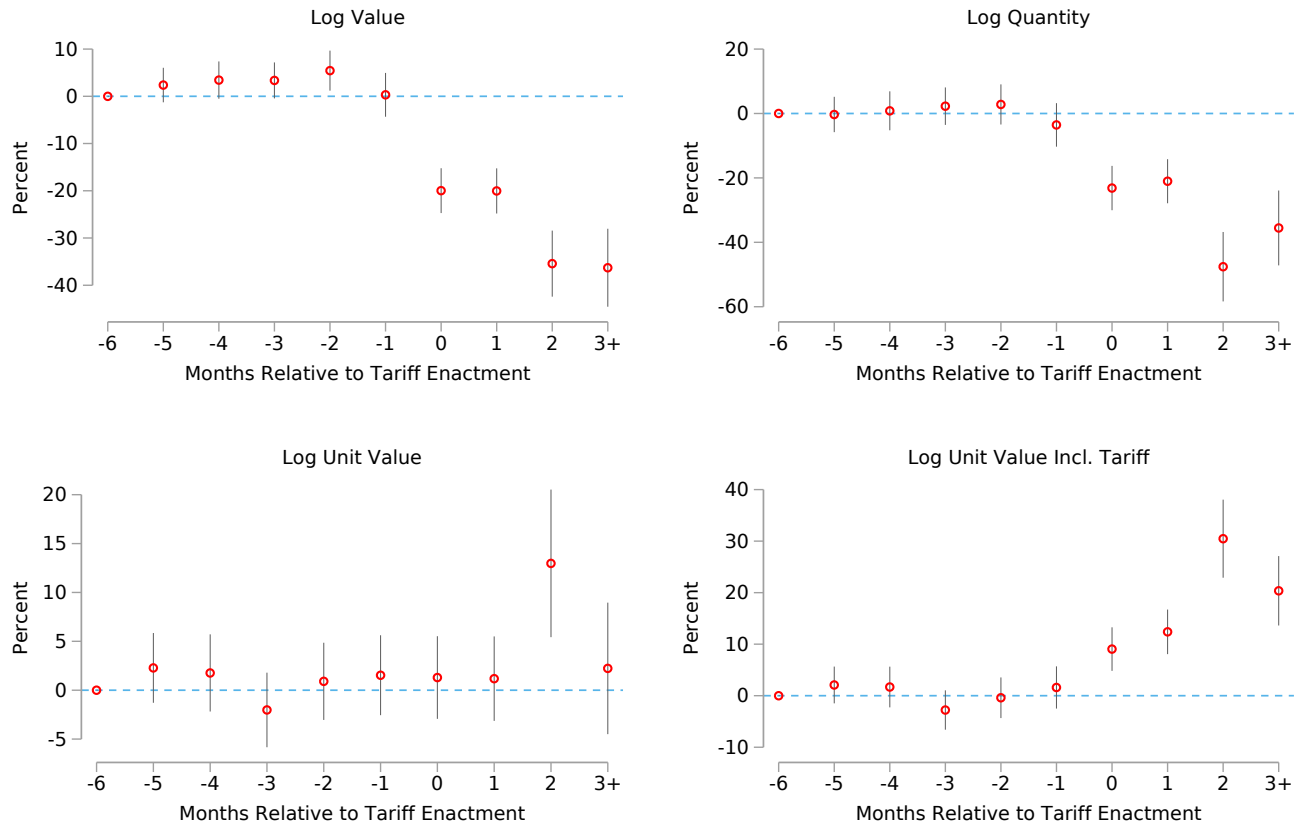 Log Value
Percent
10
0
-10
-20
-30
-40
-6 -5 -4 -3 -2 -1 0 1 2 3+
Months Relative to Tariff Enactment
Log Quantity
Percent
20
0
-20
-40
-60
-6 -5 -4 -3 -2 -1 0 1 2 3+
Months Relative to Tariff Enactment
Log Unit Value
Percent
20
15
10
5
0
-5
-6 -5 -4 -3 -2 -1 0 1 2 3+
Months Relative to Tariff Enactment
Log Unit Value Incl. Tariff
Percent
40
30
20
10
0
-10
-6 -5 -4 -3 -2 -1 0 1 2 3+
Months Relative to Tariff Enactment